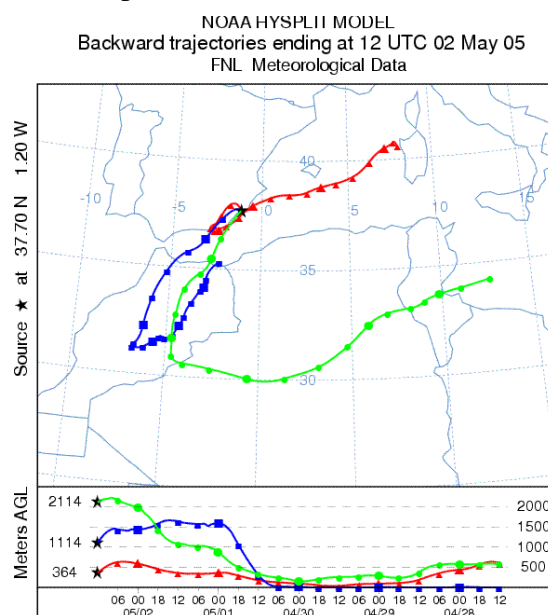 NOAA HYSPLIT MODEL
Backward trajectories ending at 12 UTC 02 May 05
FNL Meteorological Data
Source ★ at 37.70 N 1.20 W
40
-10 -5 0 5 10 15
35
30
Meters AGL
2114
1114
364
2000
1500
1000
500
06 00 18 12 06 00 18 12 06 00 18 12 06 00 18 12 06 00 18 12
05/02 05/01 04/30 04/29 04/28